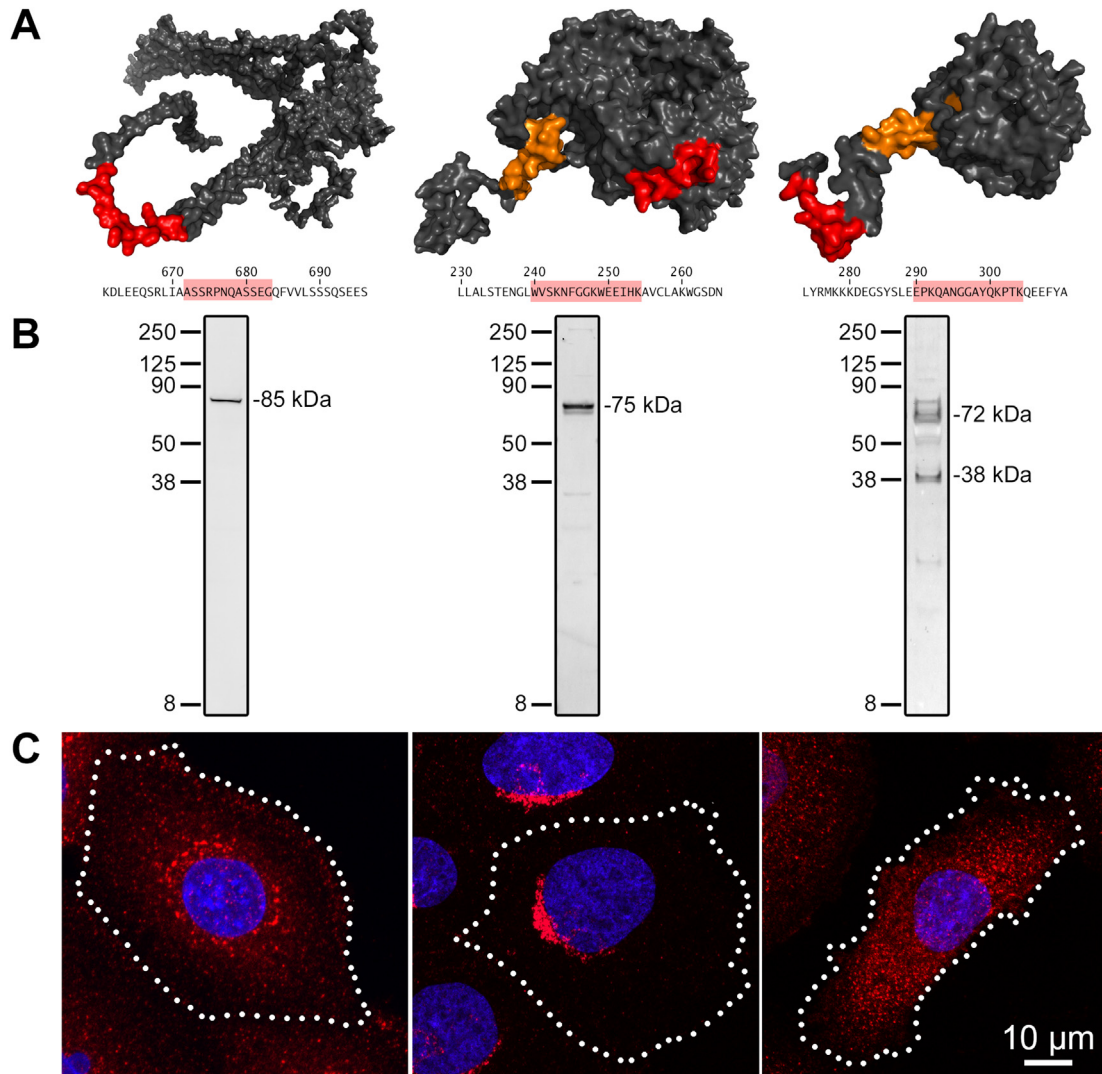 A
670 680 690
KDLEEQSRLIAASSRPNQASSEGQFVVLSSSQSEES
230 240 250 260
LLALSTENGLWVSKNFGGKWEEIHKAVCLAKWGSDN
280 290 300
LYRMKKKDEGSYSLEEPKQANGGAYQKPTKQEEFYA
B
250
125
90
50
38
8
-85 kDa
250
125
90
50
38
8
-75 kDa
250
125
90
50
38
8
-72 kDa
-38 kDa
C
10 µm